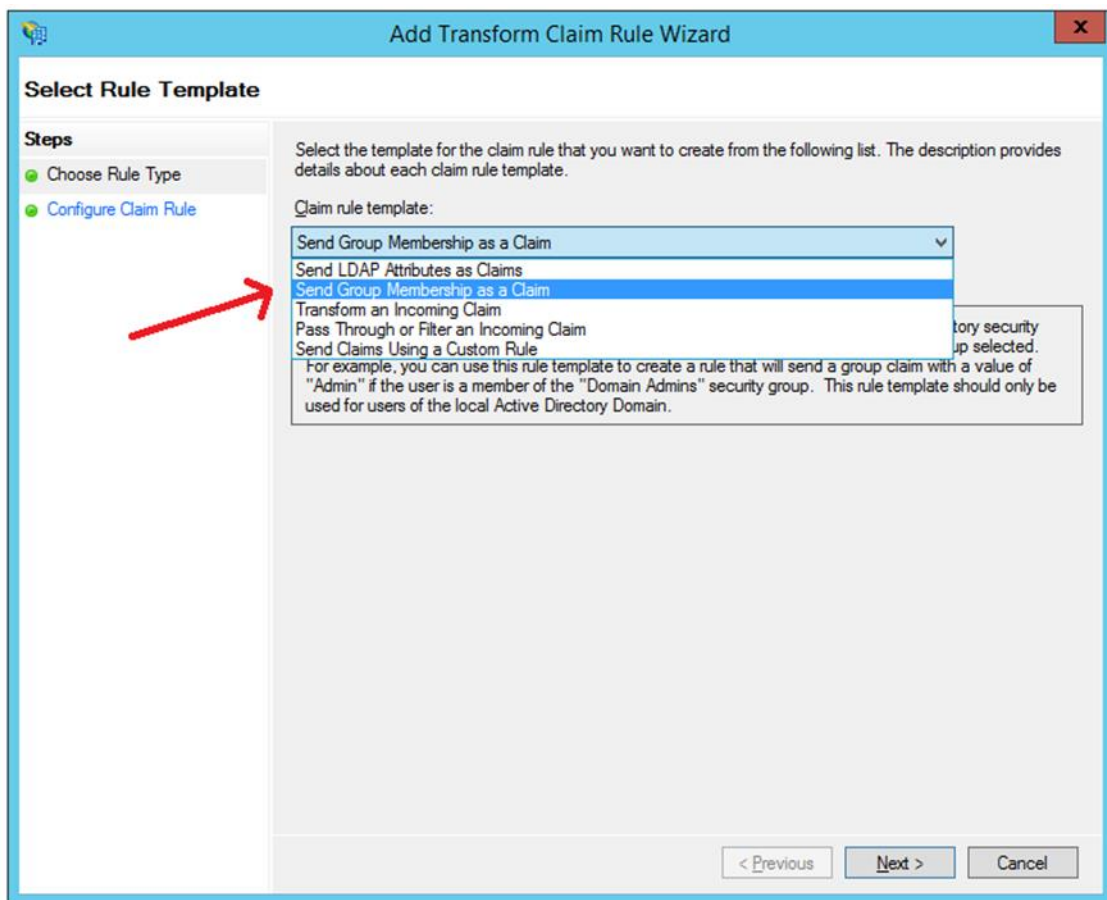 Add Transform Claim Rule Wizard
x
Select Rule Template
Steps
Choose Rule Type
Configure Claim Rule
Select the template for the claim rule that you want to create from the following list. The description provides
details about each claim rule template.
Claim rule template:
Send Group Membership as a Claim
Send LDAP Attributes as Claims
Send Group Membership as a Claim
Transform an Incoming Claim
Pass Through or Filter an Incoming Claim
Send Claims Using a Custom Rule
tory security
up selected.
For example, you can use this rule template to create a rule that will send a group claim with a value of
"Admin" if the user is a member of the "Domain Admins" security group. This rule template should only be
used for users of the local Active Directory Domain.
< Previous
Next >
Cancel